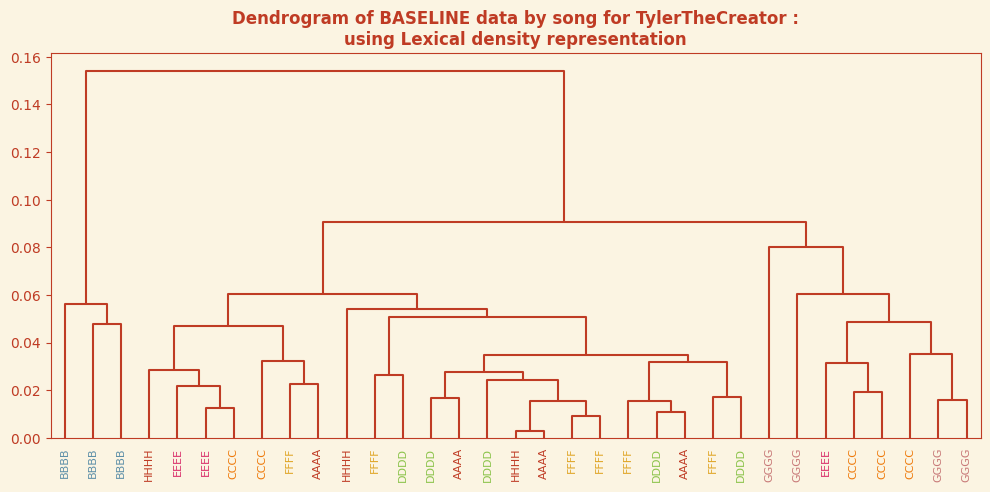 Dendrogram of BASELINE data by song for TylerTheCreator :
using Lexical density representation
0.16
0.14
0.12
0.10
0.08
0.06
0.04
0.02
0.00
BBBB
BBBB
BBBB
HHHH
EEEE
EEEE
CCCC
CCCC
FFFF
AAAA
HHHH
FFFF
DDDD
DDDD
AAAA
DDDD
HHHH
AAAA
FFFF
FFFF
FFFF
DDDD
AAAA
FFFF
DDDD
GGGG
GGGG
EEEE
CCCC
CCCC
CCCC
GGGG
GGGG